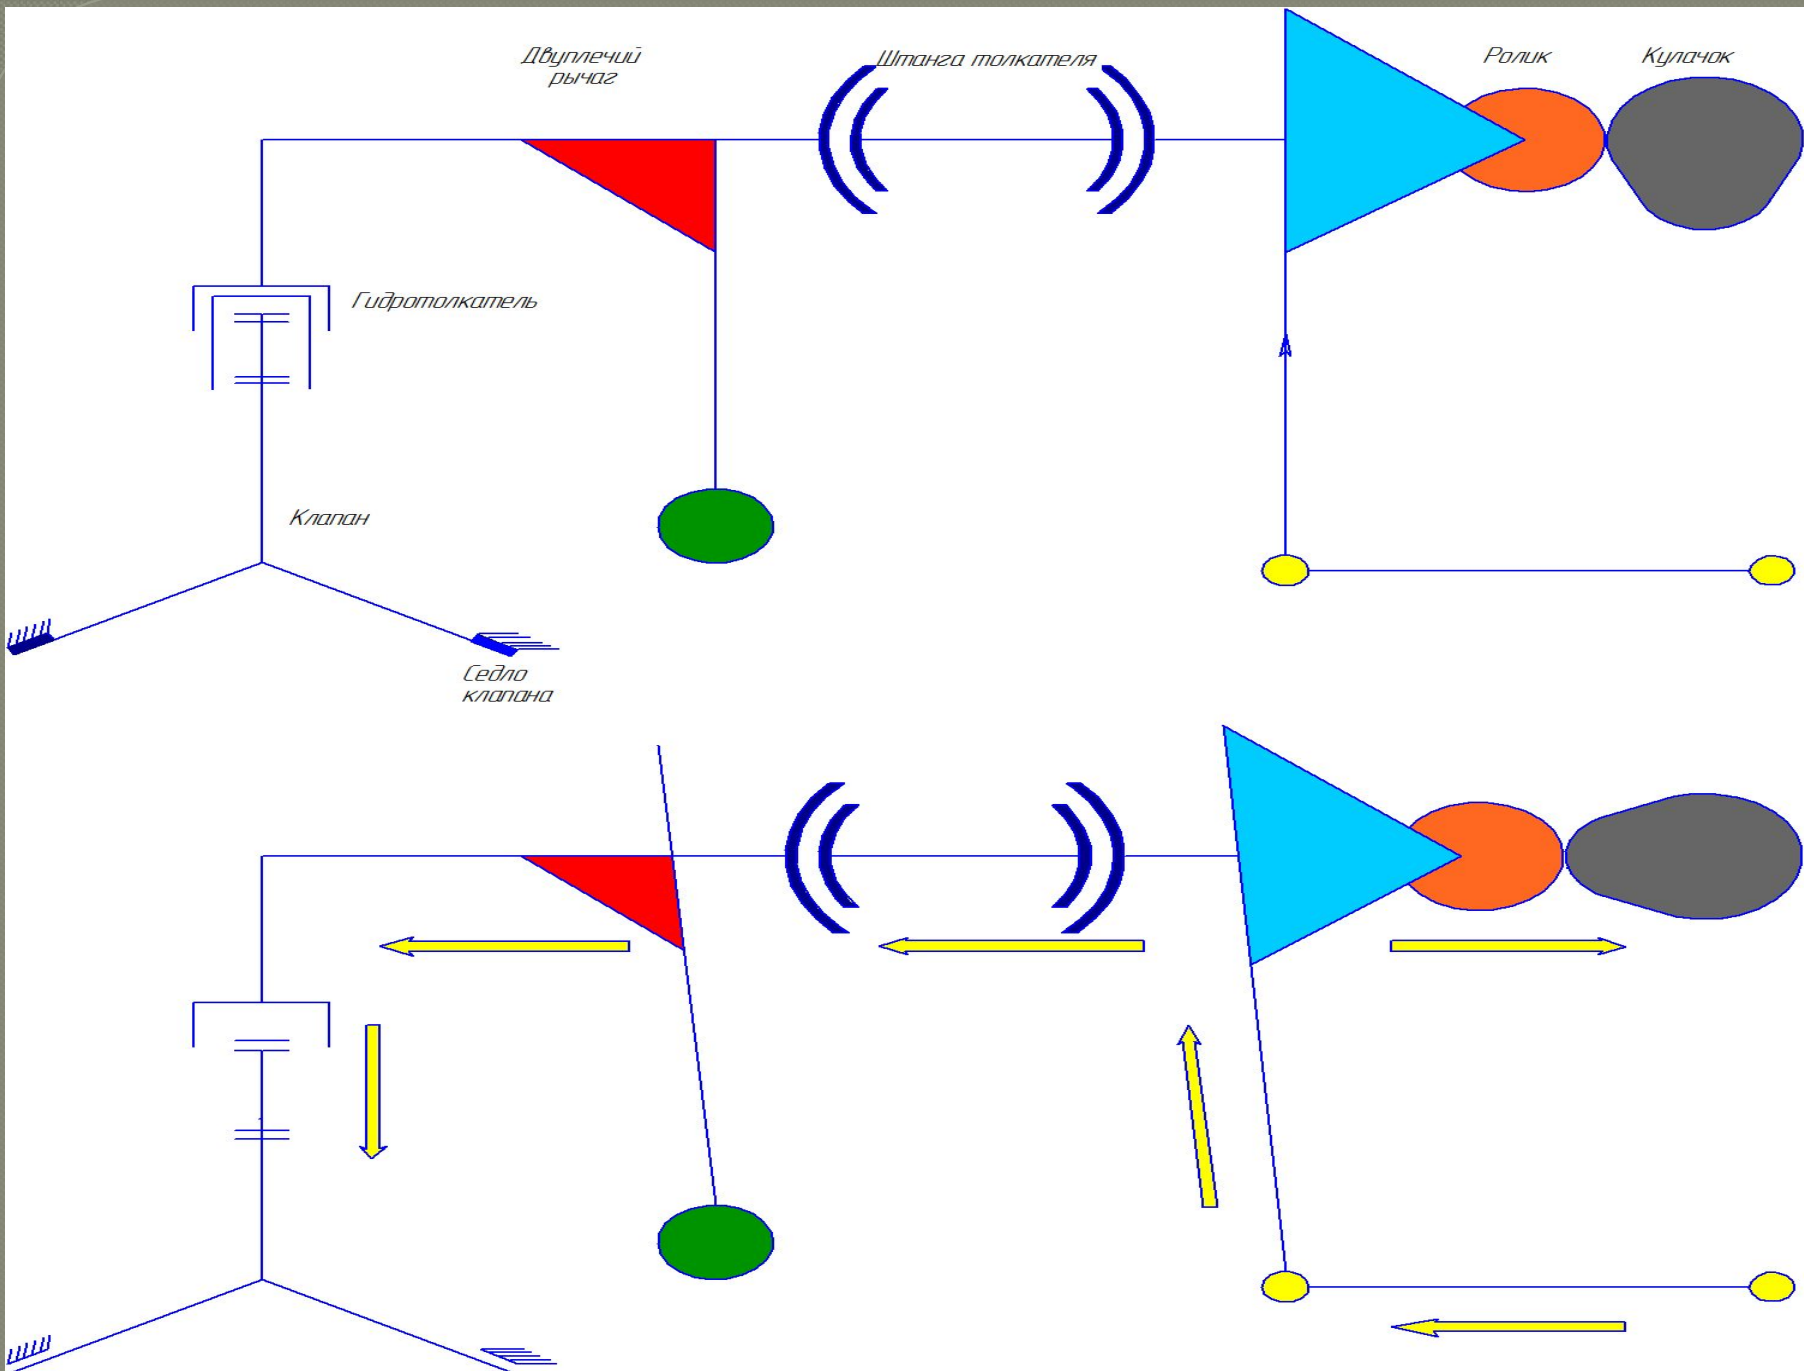 Двуплечий
рычаг
Штанга толкателя
Ролик
Кулачок
Гидротолкатель
Клапан
Седло
клапана